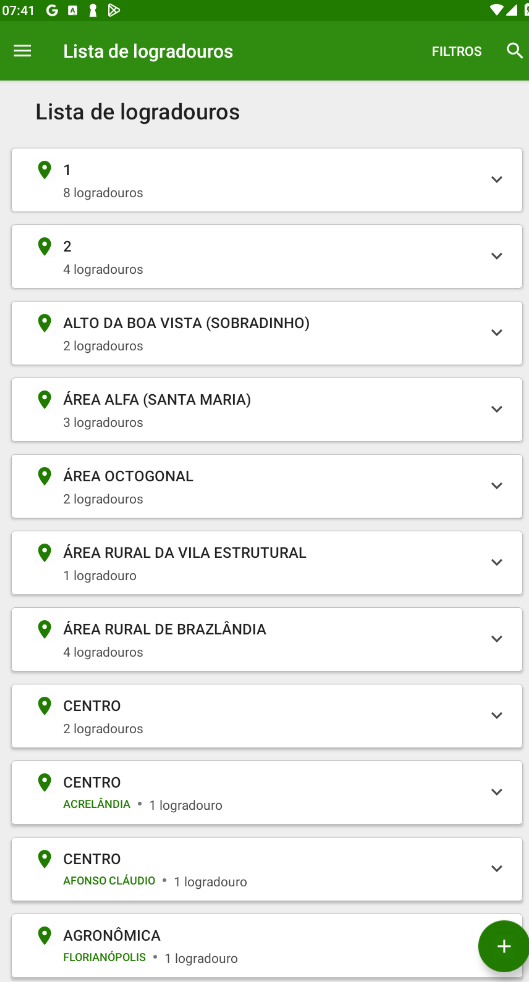 07:41
Lista de logradouros
FILTROS
Lista de logradouros
1
8 logradouros
2
4 logradouros
ALTO DA BOA VISTA (SOBRADINHO)
2 logradouros
ÁREA ALFA (SANTA MARIA)
3 logradouros
ÁREA OCTOGONAL
2 logradouros
ÁREA RURAL DA VILA ESTRUTURAL
1 logradouro
ÁREA RURAL DE BRAZLÂNDIA
4 logradouros
CENTRO
2 logradouros
CENTRO
ACRELÂNDIA • 1 logradouro
CENTRO
AFONSO CLÁUDIO • 1 logradouro
AGRONÔMICA
FLORIANÓPOLIS • 1 logradouro